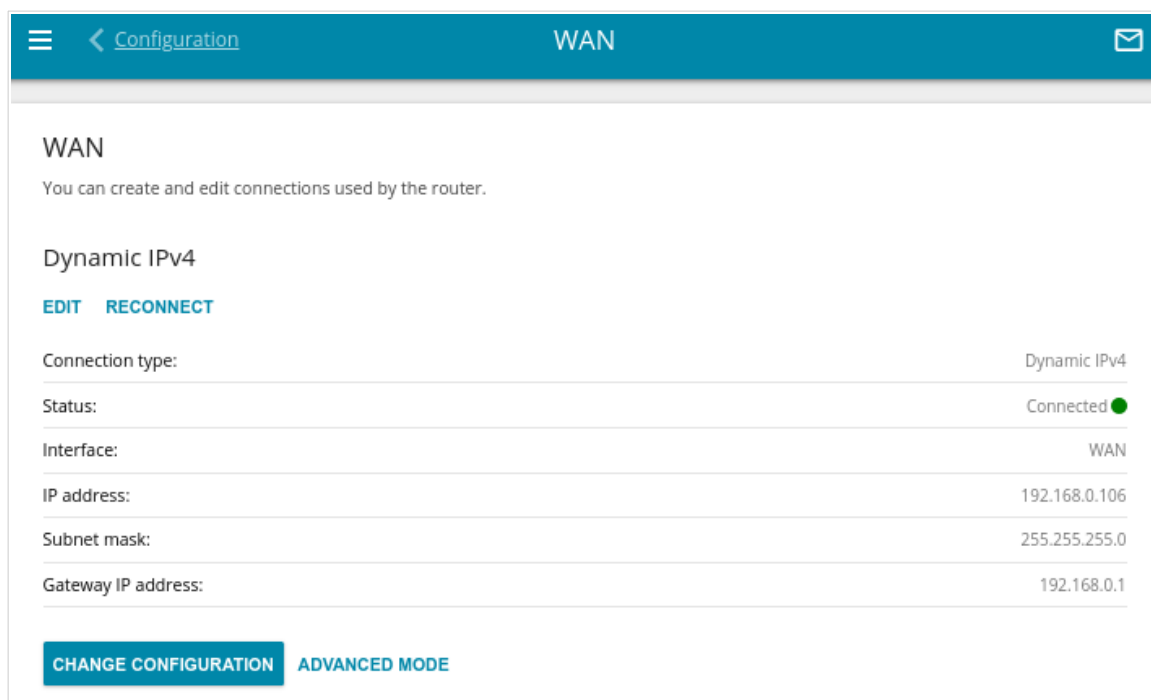 Configuration WAN
WAN
You can create and edit connections used by the router.
Dynamic IPv4
EDIT RECONNECT
Connection type: Dynamic IPv4
Status: Connected
Interface: WAN
IP address: 192.168.0.106
Subnet mask: 255.255.255.0
Gateway IP address: 192.168.0.1
CHANGE CONFIGURATION ADVANCED MODE